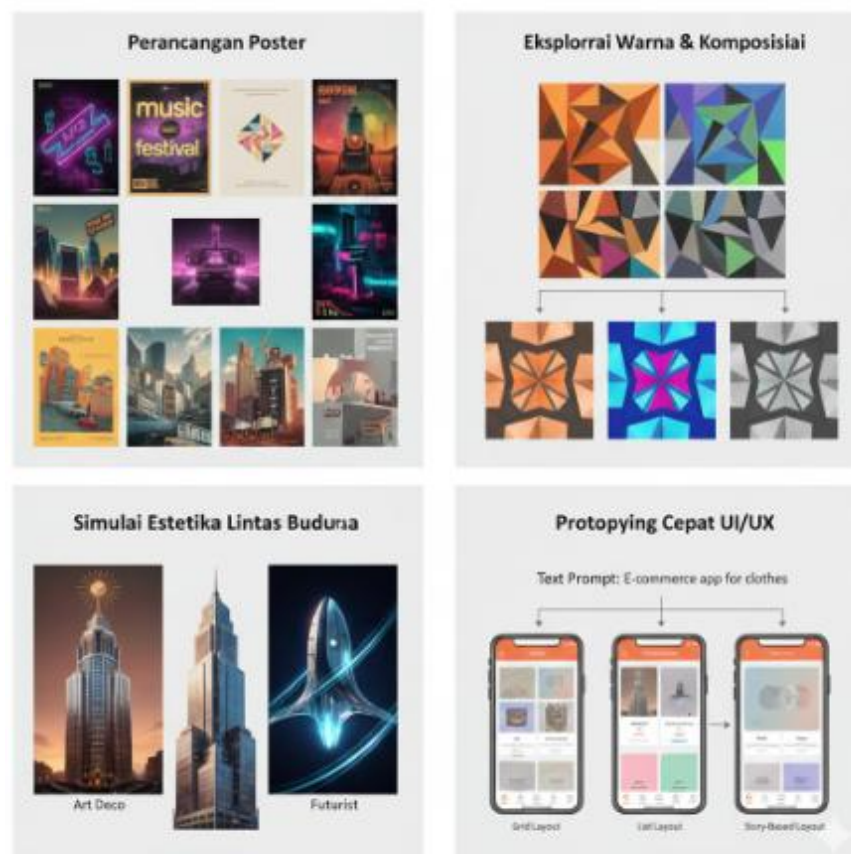 Perancangan Poster
music
festival
Eksplorrai Warna & Komposisiai
Simulai Estetika Lintas Buduaa
Art Deco
Futurist
Protopying Cepat UI/UX
Text Prompt: E-commerce app for clothes
Grid Layout
List Layout
Story-Based Layout